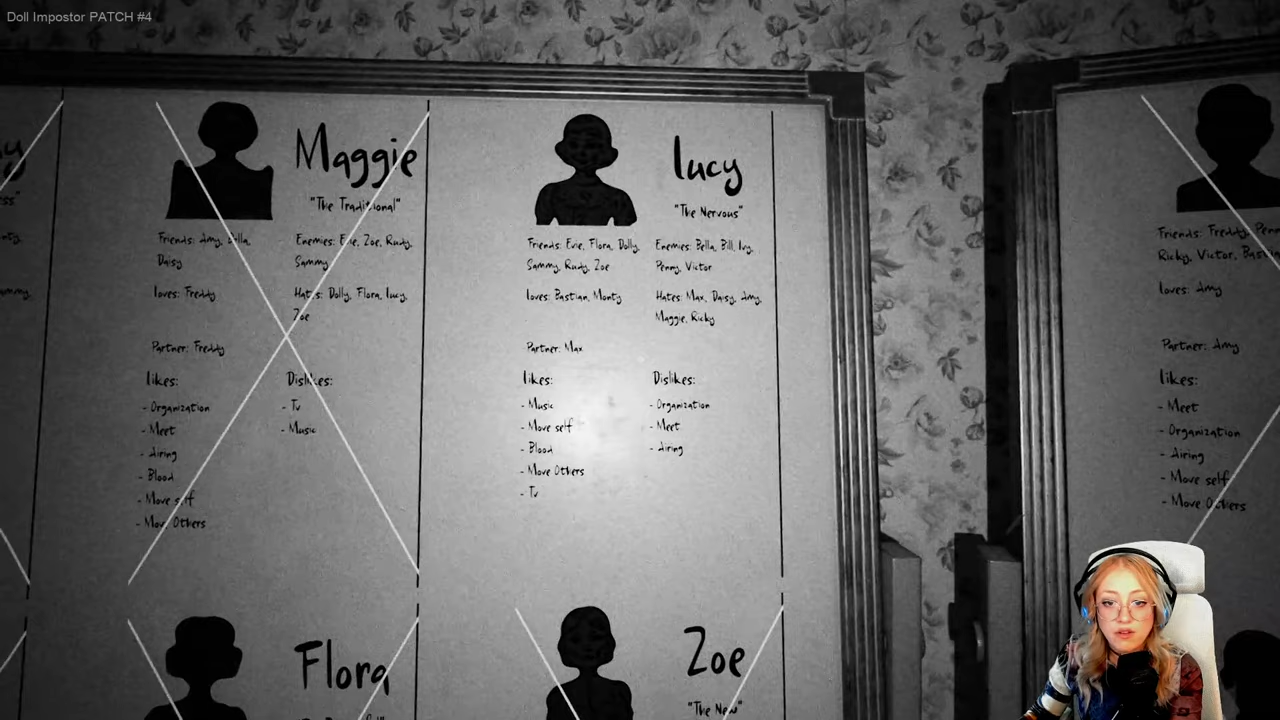 Doll Impostor PATCH #4
Maggie
"The Traditional"
Friends: Amy, Bella,
Daisy
Enemies: Evie, Zoe, Rudy,
Sammy
Loves: Freddy
Hates: Dolly, Flora, Lucy,
Zoe
Partner: Freddy
Likes:
- Organization
- Meet
- Airing
- Blood
- Move self
- Move Others
Dislikes:
- Tv
- Music
Lucy
"The Nervous"
Friends: Evie, Flora, Dolly,
Sammy, Rudy, Zoe
Enemies: Bella, Bill, Ivy,
Penny, Victor
Loves: Bastian, Monty
Hates: Max, Daisy, Amy,
Maggie, Ricky
Partner: Max
Likes:
- Music
- Move self
- Blood
- Move Others
- Tv
Dislikes:
- Organization
- Meet
- Airing
Friends: Freddy,
Ricky, Victor,
Loves: Amy
Partner: Amy
Likes:
- Meet
- Organization
- Airing
- Move self
- Move Others
Flora
Zoe
"The New"